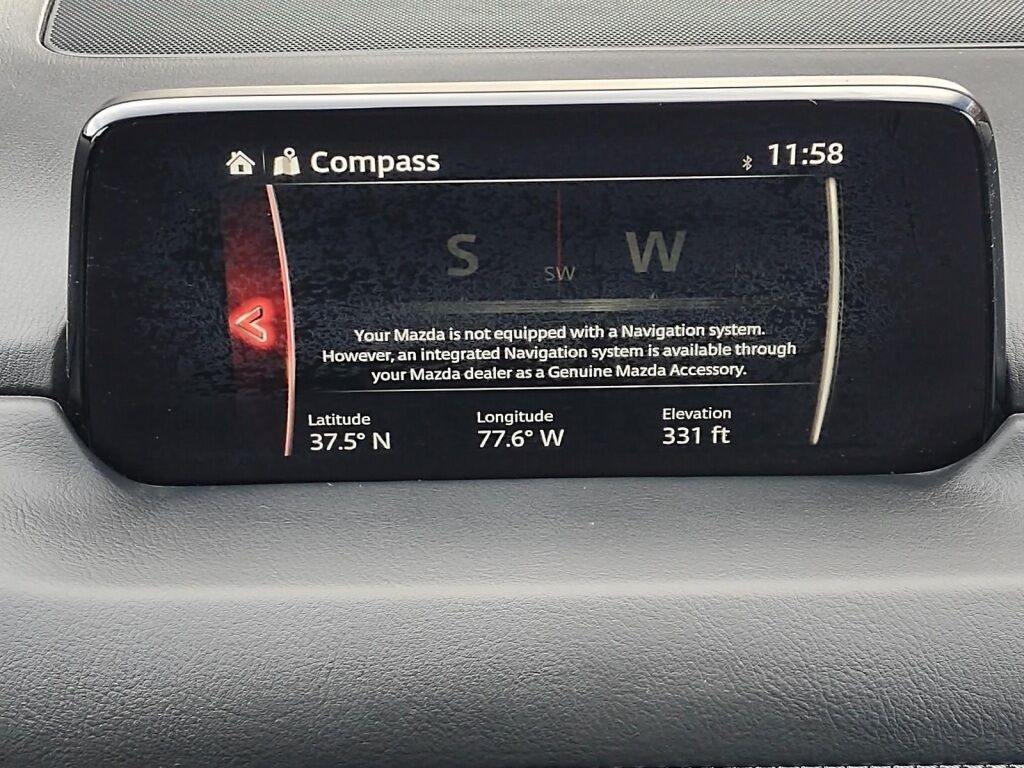 Compass 11:58
S SW W
Your Mazda is not equipped with a Navigation system.
However, an integrated Navigation system is available through
your Mazda dealer as a Genuine Mazda Accessory.
Latitude Longitude Elevation
37.5° N 77.6° W 331 ft